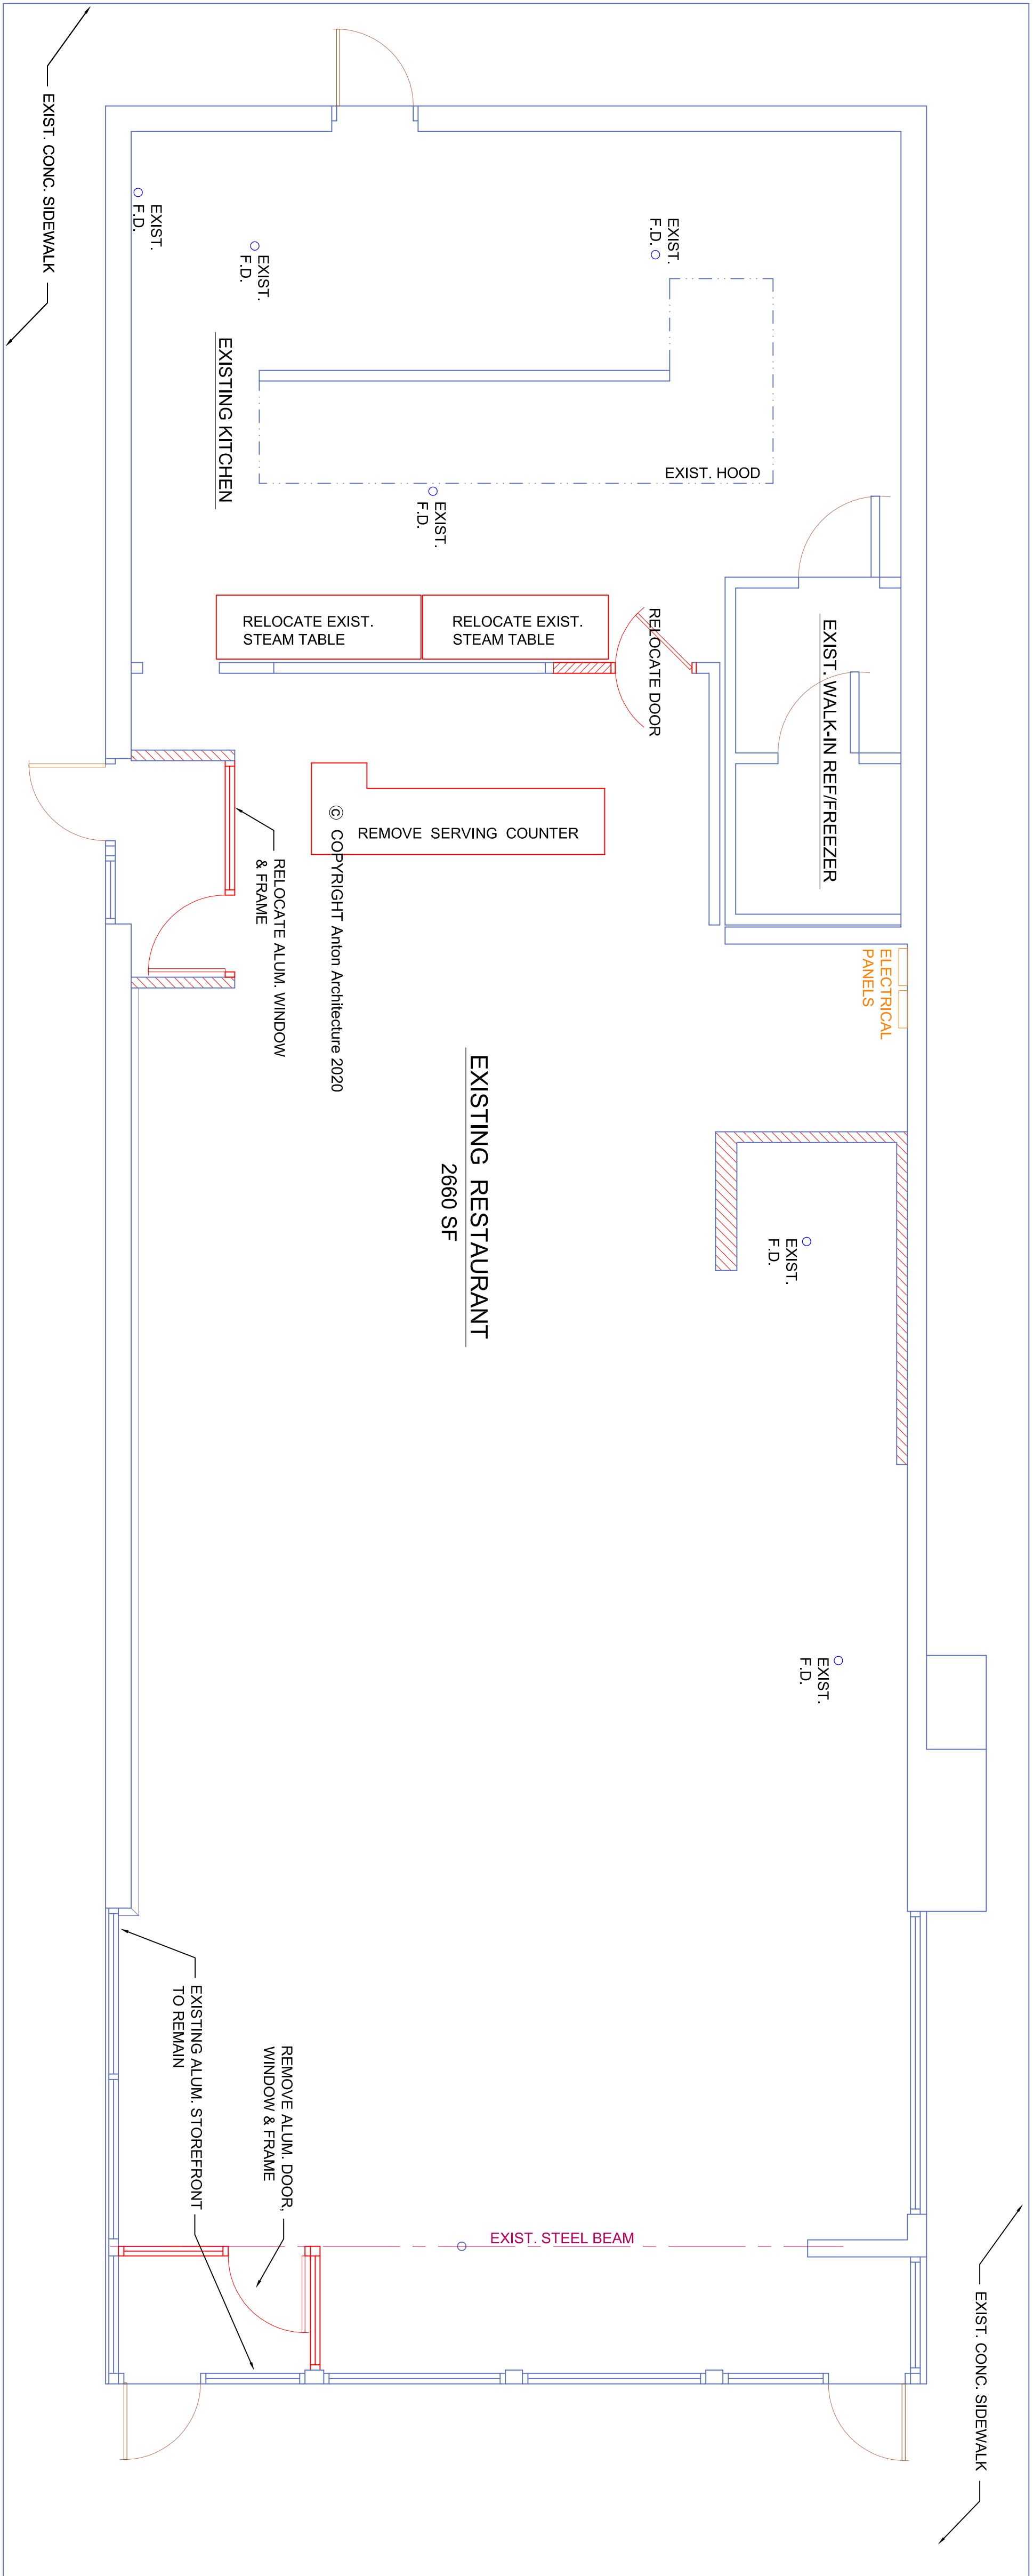 EXIST. CONC. SIDEWALK
EXIST.
F.D.
EXIST.
F.D.
EXIST.
F.D.
EXISTING KITCHEN
EXIST. HOOD
EXIST.
F.D.
RELOCATE EXIST.
STEAM TABLE
RELOCATE EXIST.
STEAM TABLE
RELOCATE DOOR
EXIST. WALK-IN REF/FREEZER
REMOVE SERVING COUNTER
© COPYRIGHT Anton Architecture 2020
RELOCATE ALUM. WINDOW
& FRAME
ELECTRICAL
PANELS
EXISTING RESTAURANT
2660 SF
EXIST.
F.D.
EXIST.
F.D.
EXISTING ALUM. STOREFRONT
TO REMAIN
REMOVE ALUM. DOOR,
WINDOW & FRAME
EXIST. STEEL BEAM
EXIST. CONC. SIDEWALK